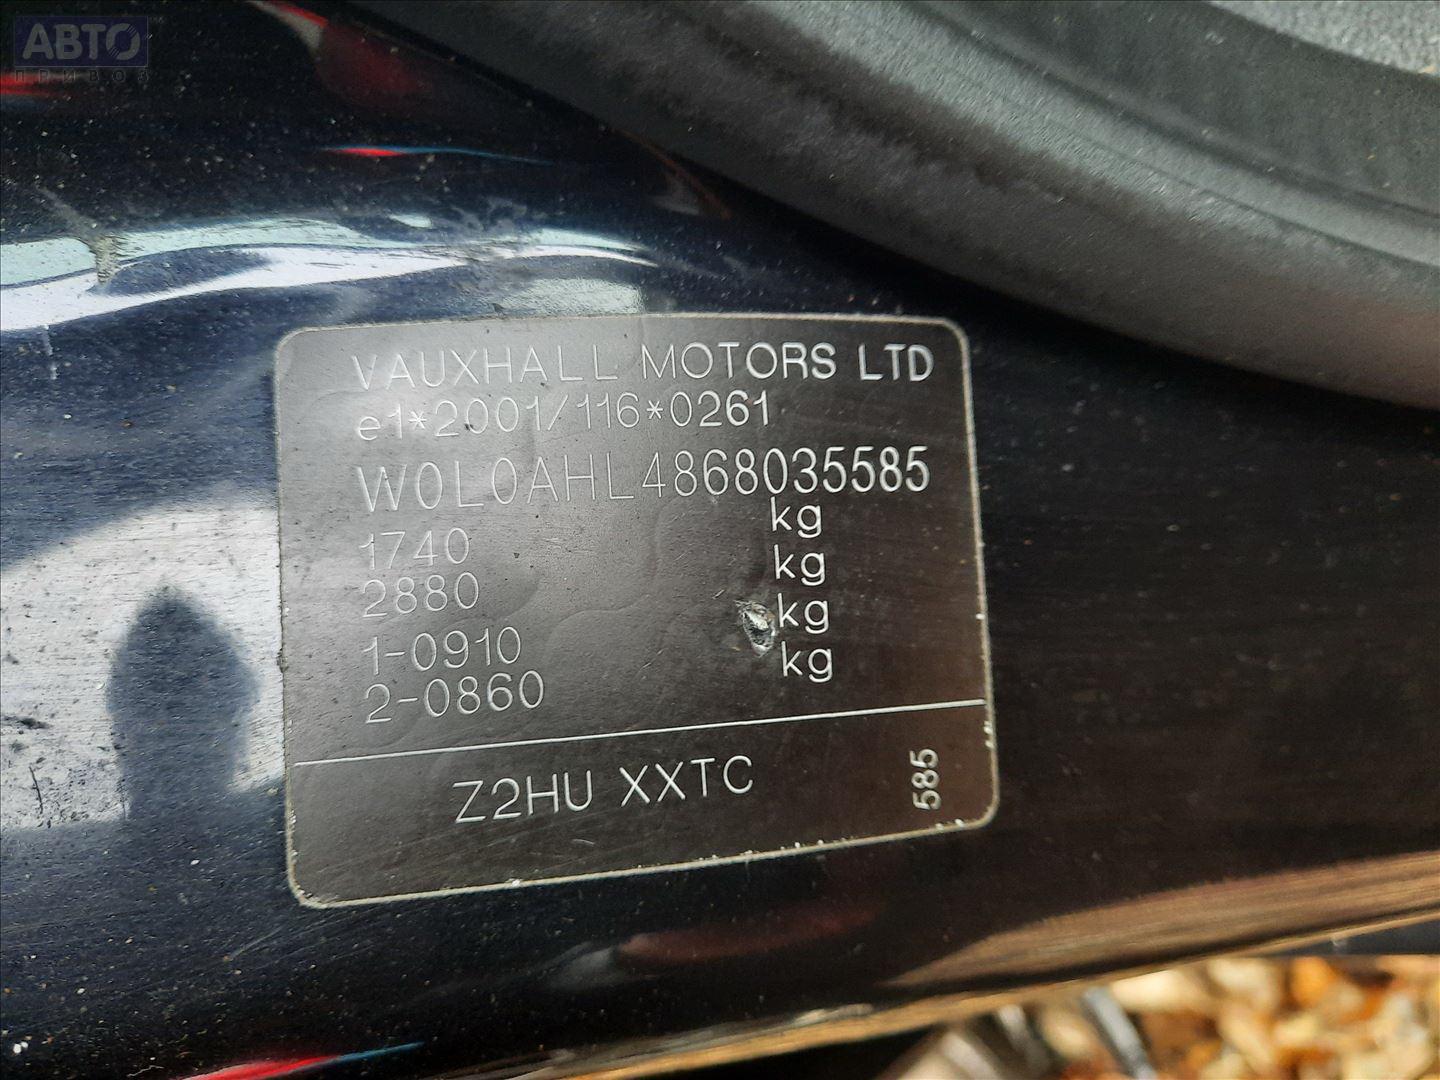 АВТО
ПРИВОЗ
VAUXHALL MOTORS LTD
e1*2001/116*0261
W0L0AHL4868035585
1740 kg
2880 kg
1-0910 kg
2-0860 kg
Z2HU XXTC
585